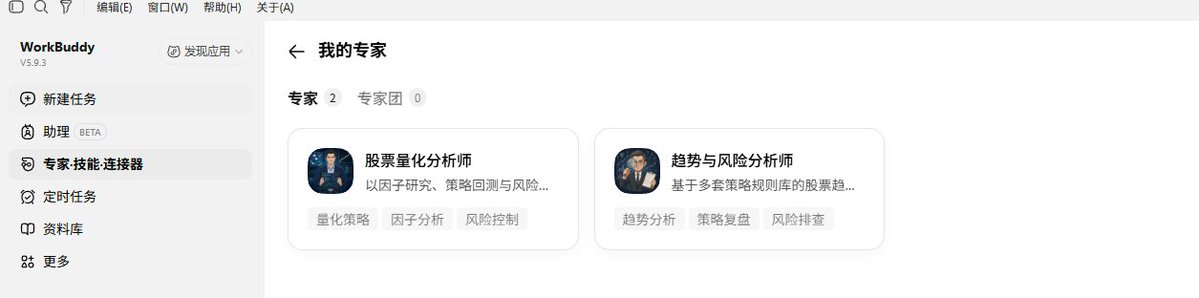 编辑(E) 窗口(W) 帮助(H) 关于(A)
WorkBuddy
V5.9.3
发现应用
新建任务
助理 BETA
专家·技能·连接器
定时任务
资料库
更多
我的专家
专家 2 专家团 0
股票量化分析师
以因子研究、策略回测与风险...
量化策略 因子分析 风险控制
趋势与风险分析师
基于多套策略规则库的股票趋...
趋势分析 策略复盘 风险排查